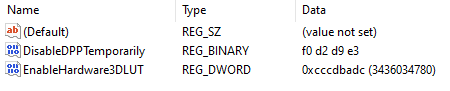 Name Type Data
(Default) REG_SZ (value not set)
DisableDPPTemporarily REG_BINARY f0 d2 d9 e3
EnableHardware3DLUT REG_DWORD 0xcccdbadc (3436034780)